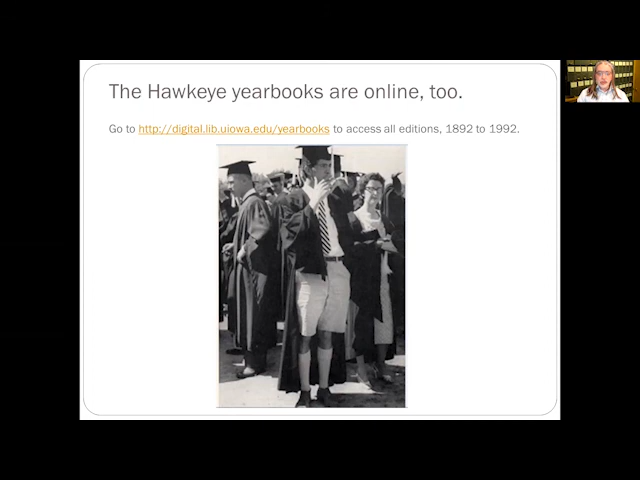 The Hawkeye yearbooks are online, too.
Go to http://digital.lib.uiowa.edu/yearbooks to access all editions, 1892 to 1992.